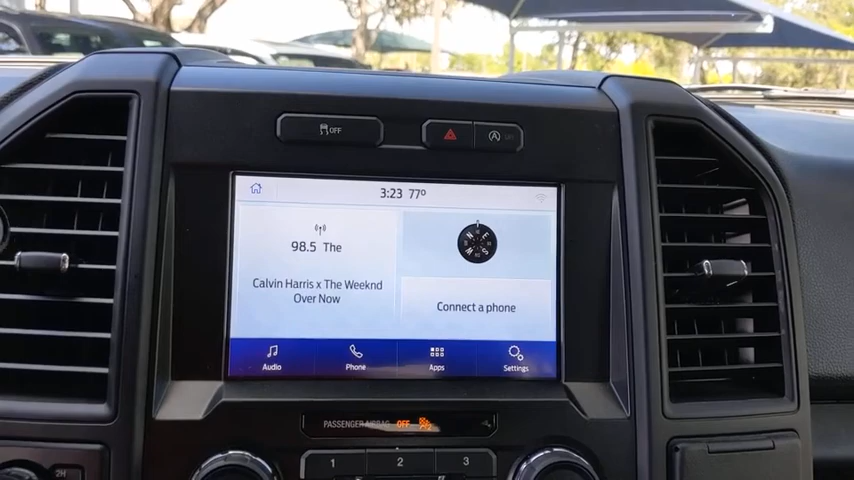 OFF
OFF
3:23 77º
98.5 The
Calvin Harris x The Weeknd
Over Now
N E
W S
Connect a phone
Audio
Phone
Apps
Settings
PASSENGER AIRBAG OFF
1 2 3
2H